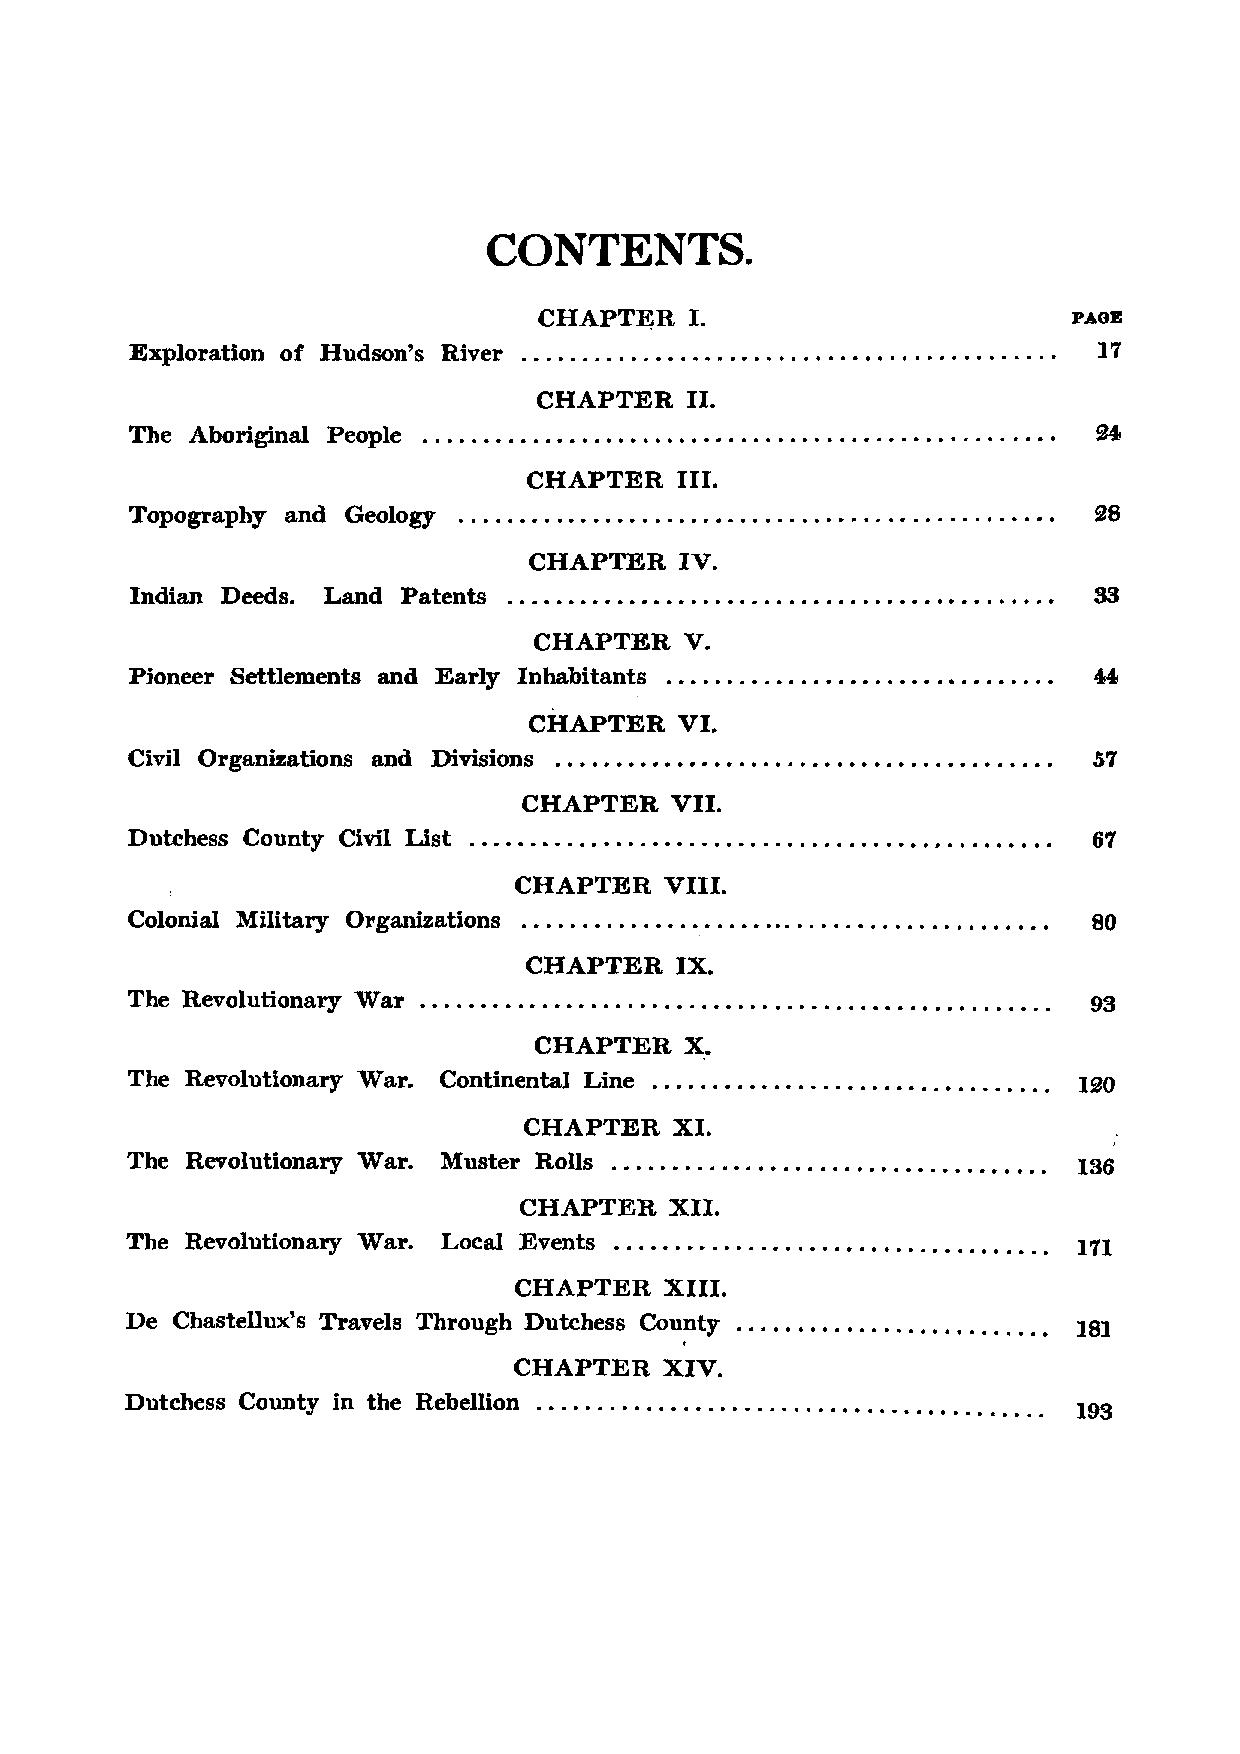 CONTENTS.
CHAPTER I. PAGE
Exploration of Hudson's River ............................................ 17
CHAPTER II.
The Aboriginal People .................................................... 24
CHAPTER III.
Topography and Geology ................................................. 28
CHAPTER IV.
Indian Deeds. Land Patents ............................................. 33
CHAPTER V.
Pioneer Settlements and Early Inhabitants ................................ 44
CHAPTER VI.
Civil Organizations and Divisions ......................................... 57
CHAPTER VII.
Dutchess County Civil List ................................................ 67
CHAPTER VIII.
Colonial Military Organizations ........................................... 80
CHAPTER IX.
The Revolutionary War .................................................... 93
CHAPTER X.
The Revolutionary War. Continental Line ................................. 120
CHAPTER XI.
The Revolutionary War. Muster Rolls .................................... 136
CHAPTER XII.
The Revolutionary War. Local Events .................................... 171
CHAPTER XIII.
De Chastellux's Travels Through Dutchess County .......................... 181
CHAPTER XIV.
Dutchess County in the Rebellion .......................................... 193